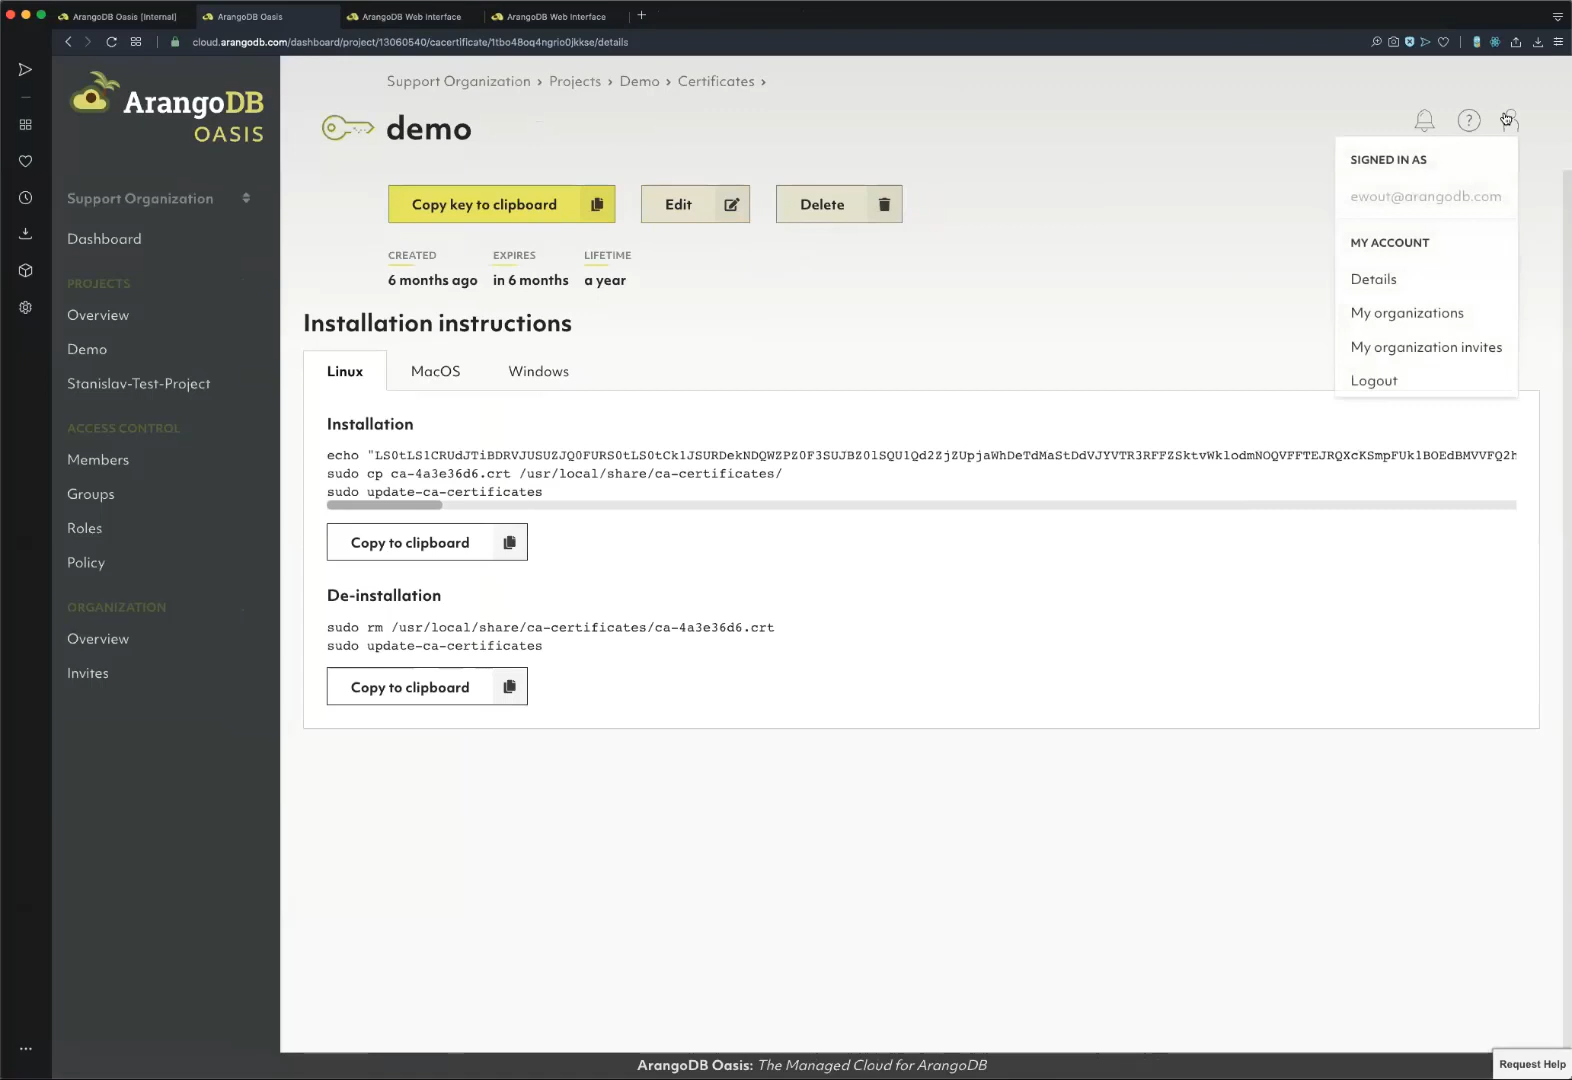 ArangoDB Oasis [Internal]
ArangoDB Oasis
ArangoDB Web Interface
ArangoDB Web Interface
cloud.arangodb.com/dashboard/project/13060540/cacertificate/1tbo48oq4ngrio0jkkse/details
ArangoDB
OASIS
Support Organization
Dashboard
PROJECTS
Overview
Demo
Stanislav-Test-Project
ACCESS CONTROL
Members
Groups
Roles
Policy
ORGANIZATION
Overview
Invites
Support Organization › Projects › Demo › Certificates ›
demo
Copy key to clipboard
Edit
Delete
CREATED
6 months ago
EXPIRES
in 6 months
LIFETIME
a year
SIGNED IN AS
ewout@arangodb.com
MY ACCOUNT
Details
My organizations
My organization invites
Logout
Installation instructions
Linux
MacOS
Windows
Installation
echo
sudo cp ca-4a3e36d6.crt /usr/local/share/ca-certificates/
sudo update-ca-certificates
Copy to clipboard
De-installation
sudo rm /usr/local/share/ca-certificates/ca-4a3e36d6.crt
sudo update-ca-certificates
Copy to clipboard
ArangoDB Oasis: The Managed Cloud for ArangoDB
Request Help